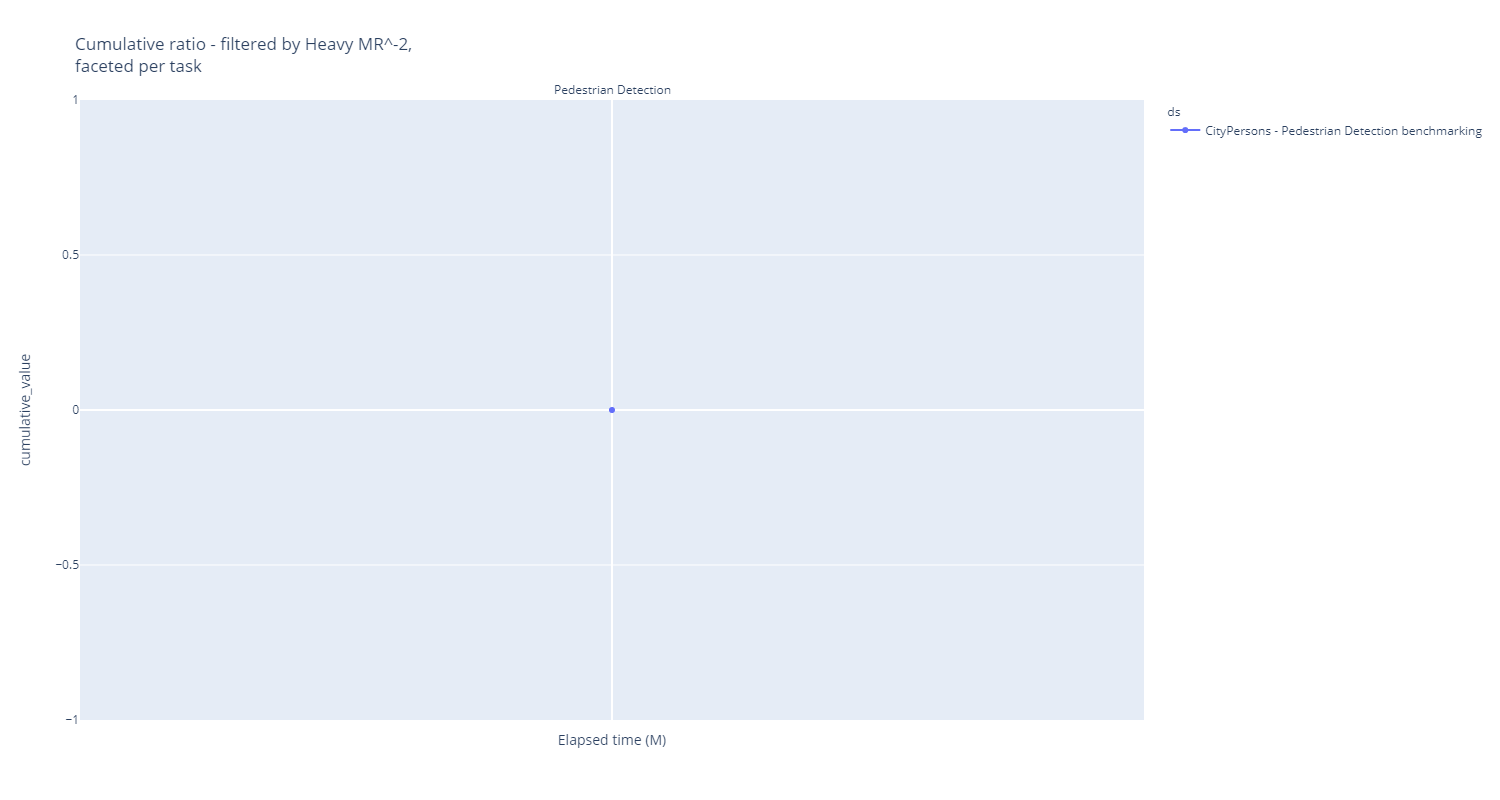 Cumulative ratio - filtered by Heavy MR^-2,
faceted per task
Pedestrian Detection
1
0.5
0
−0.5
−1
cumulative_value
Elapsed time (M)
ds
CityPersons - Pedestrian Detection benchmarking